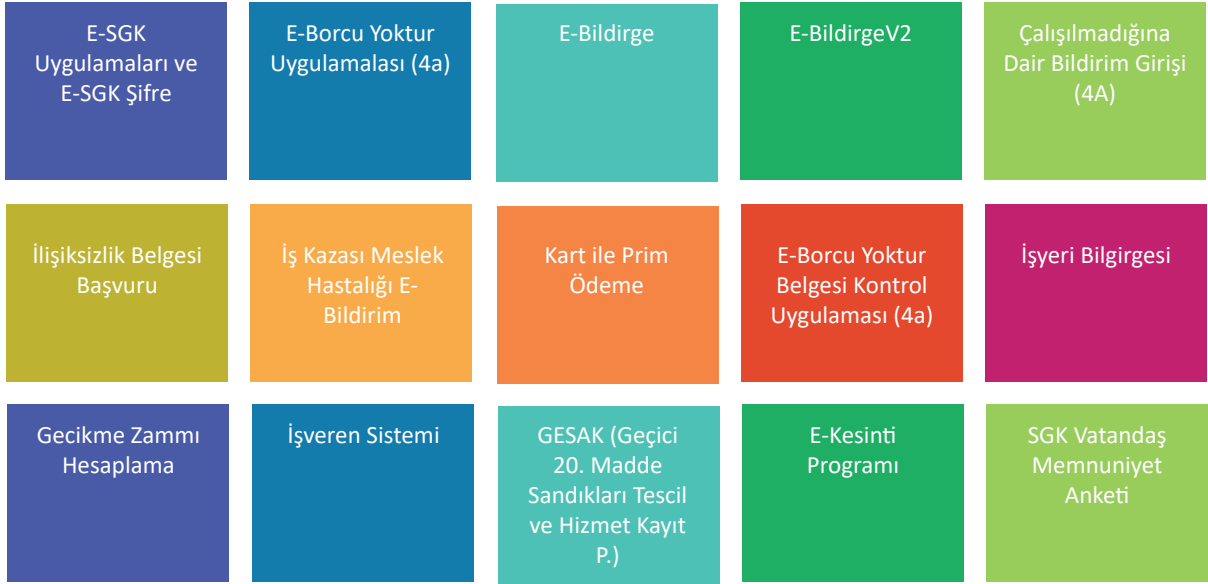 E-SGK
Uygulamaları ve
E-SGK Şifre
E-Borcu Yoktur
Uygulamalası (4a)
E-Bildirge
E-BildirgeV2
Çalışılmadığına
Dair Bildirim Girişi
(4A)
İlişiksizlik Belgesi
Başvuru
İş Kazası Meslek
Hastalığı E-
Bildirim
Kart ile Prim
Ödeme
E-Borcu Yoktur
Belgesi Kontrol
Uygulaması (4a)
İşyeri Bilgirgesi
Gecikme Zammı
Hesaplama
İşveren Sistemi
GESAK (Geçici
20. Madde
Sandıkları Tescil
ve Hizmet Kayıt
P.)
E-Kesinti
Programı
SGK Vatandaş
Memnuniyet
Anketi